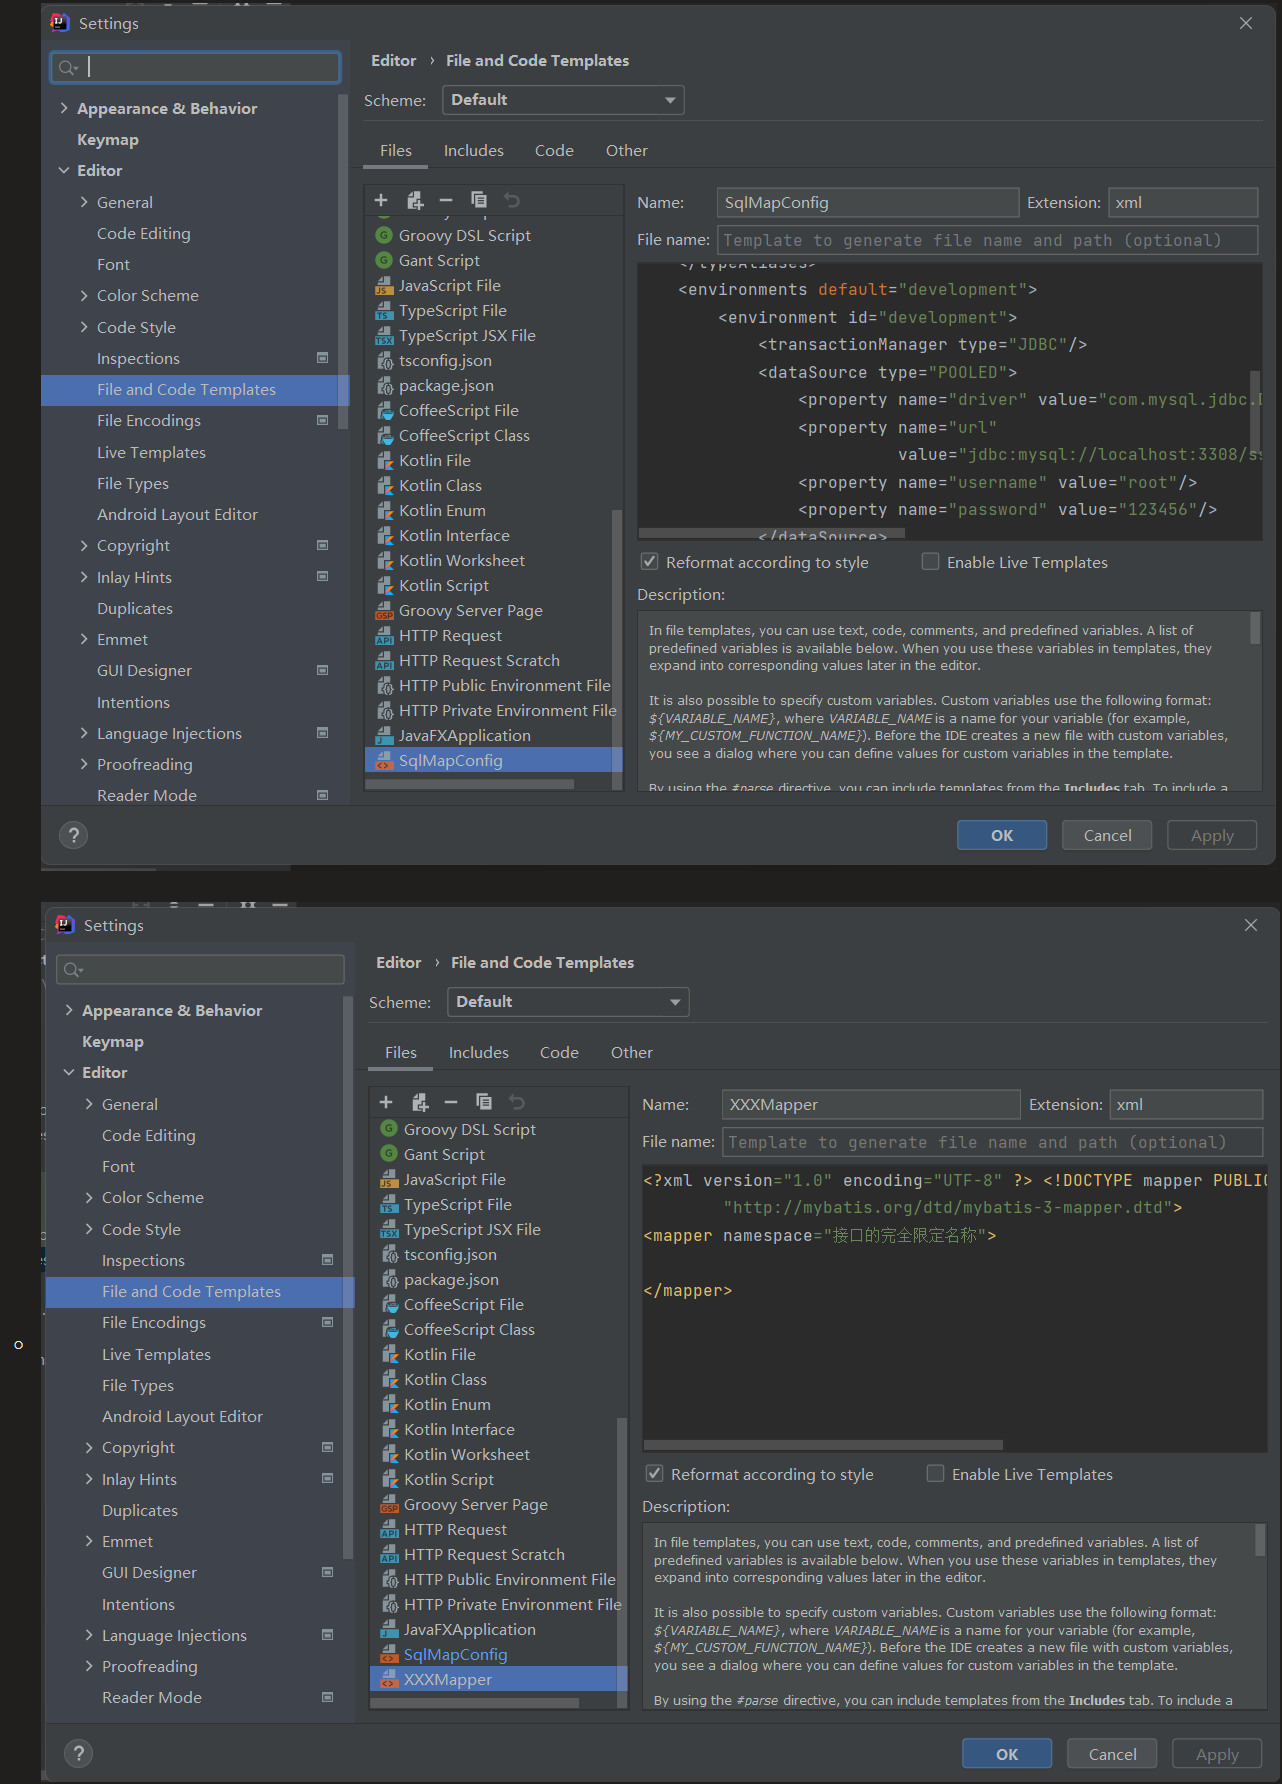 Settings
Editor › File and Code Templates
Scheme: Default
Appearance & Behavior
Keymap
Editor
General
Code Editing
Font
Color Scheme
Code Style
Inspections
File and Code Templates
File Encodings
Live Templates
File Types
Android Layout Editor
Copyright
Inlay Hints
Duplicates
Emmet
GUI Designer
Intentions
Language Injections
Proofreading
Reader Mode
Files Includes Code Other
Groovy DSL Script
Gant Script
JavaScript File
TypeScript File
TypeScript JSX File
tsconfig.json
package.json
CoffeeScript File
CoffeeScript Class
Kotlin File
Kotlin Class
Kotlin Enum
Kotlin Interface
Kotlin Worksheet
Kotlin Script
Groovy Server Page
HTTP Request
HTTP Request Scratch
HTTP Public Environment File
HTTP Private Environment File
JavaFXApplication
SqlMapConfig
Name: SqlMapConfig Extension: xml
File name: Template to generate file name and path (optional)
</typeAliases>
<environments default="development">
<environment id="development">
<transactionManager type="JDBC"/>
<dataSource type="POOLED">
<property name="driver" value="com.mysql.jdbc.
<property name="url"
value="jdbc:mysql://localhost:3308/
<property name="username" value="root"/>
<property name="password" value="123456"/>
</dataSource>
Reformat according to style Enable Live Templates
Description:
In file templates, you can use text, code, comments, and predefined variables. A list of
predefined variables is available below. When you use these variables in templates, they
expand into corresponding values later in the editor.
It is also possible to specify custom variables. Custom variables use the following format:
${VARIABLE_NAME}, where VARIABLE_NAME is a name for your variable (for example,
${MY_CUSTOM_FUNCTION_NAME}). Before the IDE creates a new file with custom variables,
you see a dialog where you can define values for custom variables in the template.
By using the #parse directive, you can include templates from the Includes tab. To include a
? OK Cancel Apply
Settings
Editor › File and Code Templates
Scheme: Default
Appearance & Behavior
Keymap
Editor
General
Code Editing
Font
Color Scheme
Code Style
Inspections
File and Code Templates
File Encodings
Live Templates
File Types
Android Layout Editor
Copyright
Inlay Hints
Duplicates
Emmet
GUI Designer
Intentions
Language Injections
Proofreading
Reader Mode
Files Includes Code Other
Groovy DSL Script
Gant Script
JavaScript File
TypeScript File
TypeScript JSX File
tsconfig.json
package.json
CoffeeScript File
CoffeeScript Class
Kotlin File
Kotlin Class
Kotlin Enum
Kotlin Interface
Kotlin Worksheet
Kotlin Script
Groovy Server Page
HTTP Request
HTTP Request Scratch
HTTP Public Environment File
HTTP Private Environment File
JavaFXApplication
SqlMapConfig
XXXMapper
Name: XXXMapper Extension: xml
File name: Template to generate file name and path (optional)
<?xml version="1.0" encoding="UTF-8" ?> <!DOCTYPE mapper PUBLIC
"http://mybatis.org/dtd/mybatis-3-mapper.dtd">
<mapper namespace="接口的完全限定名称">
</mapper>
Reformat according to style Enable Live Templates
Description:
In file templates, you can use text, code, comments, and predefined variables. A list of
predefined variables is available below. When you use these variables in templates, they
expand into corresponding values later in the editor.
It is also possible to specify custom variables. Custom variables use the following format:
${VARIABLE_NAME}, where VARIABLE_NAME is a name for your variable (for example,
${MY_CUSTOM_FUNCTION_NAME}). Before the IDE creates a new file with custom variables,
you see a dialog where you can define values for custom variables in the template.
By using the #parse directive, you can include templates from the Includes tab. To include a
? OK Cancel Apply